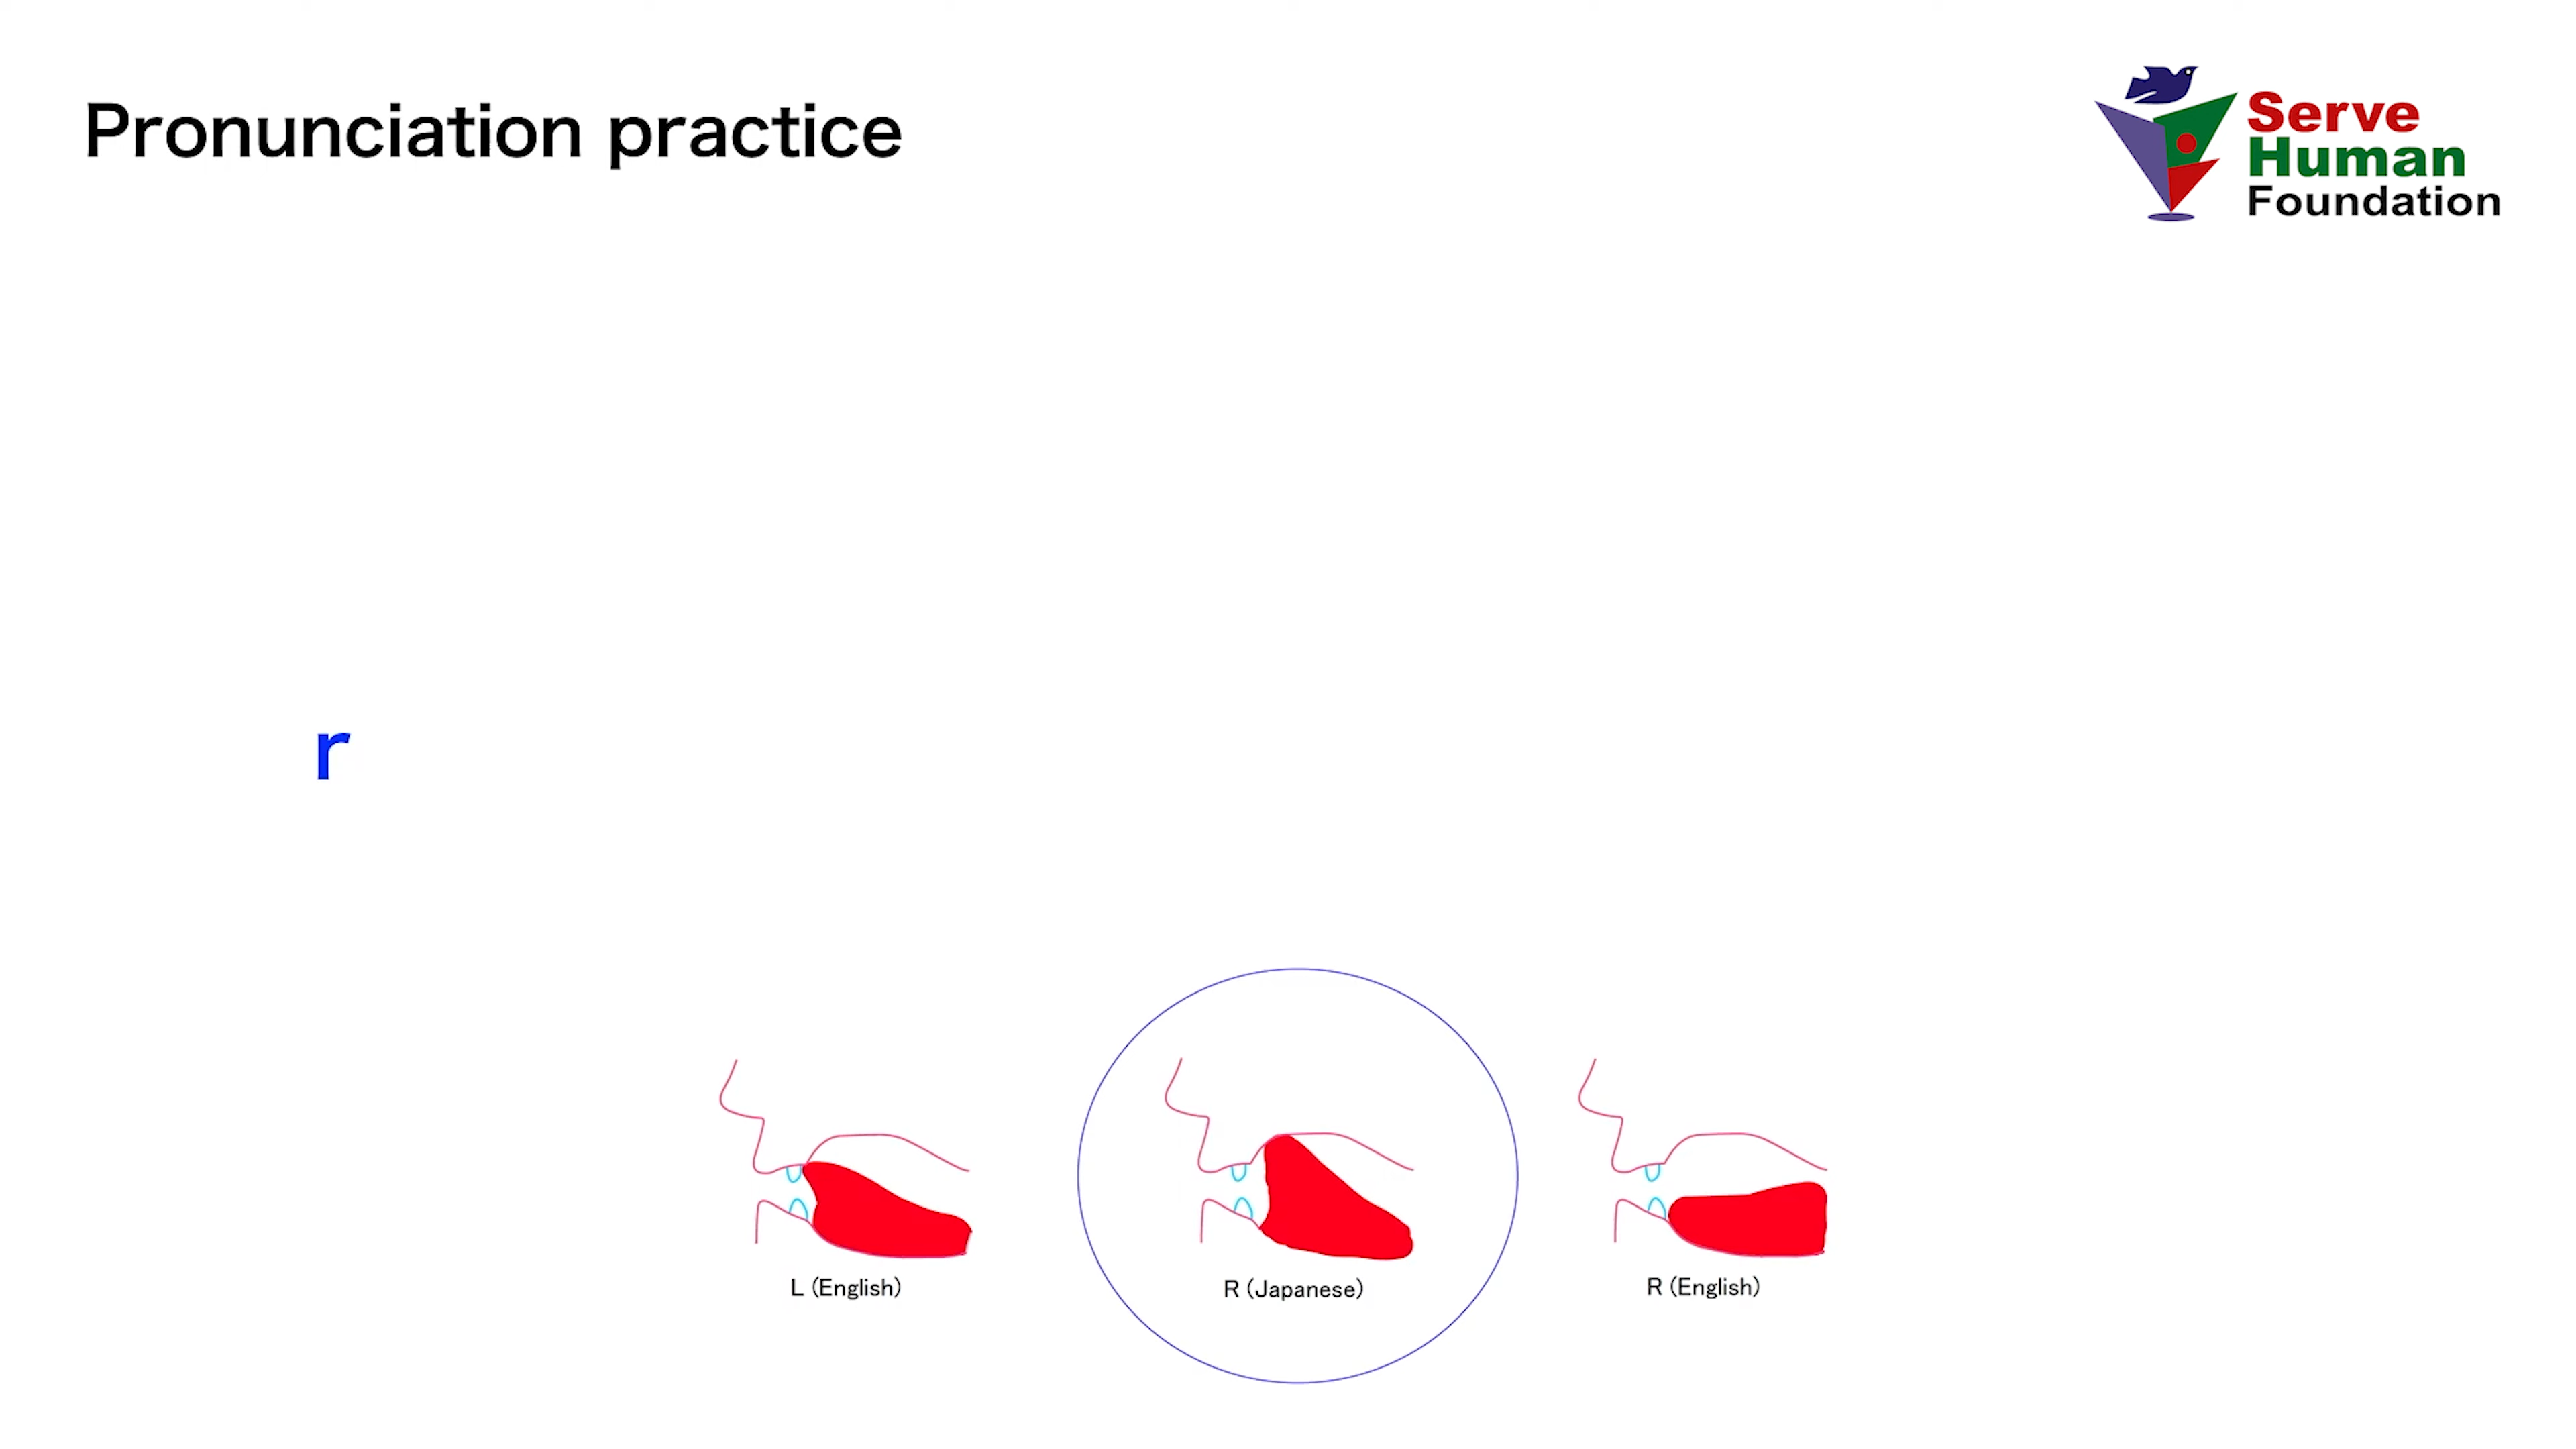 Pronunciation practice
Serve
Human
Foundation
r
L (English)
R (Japanese)
R (English)